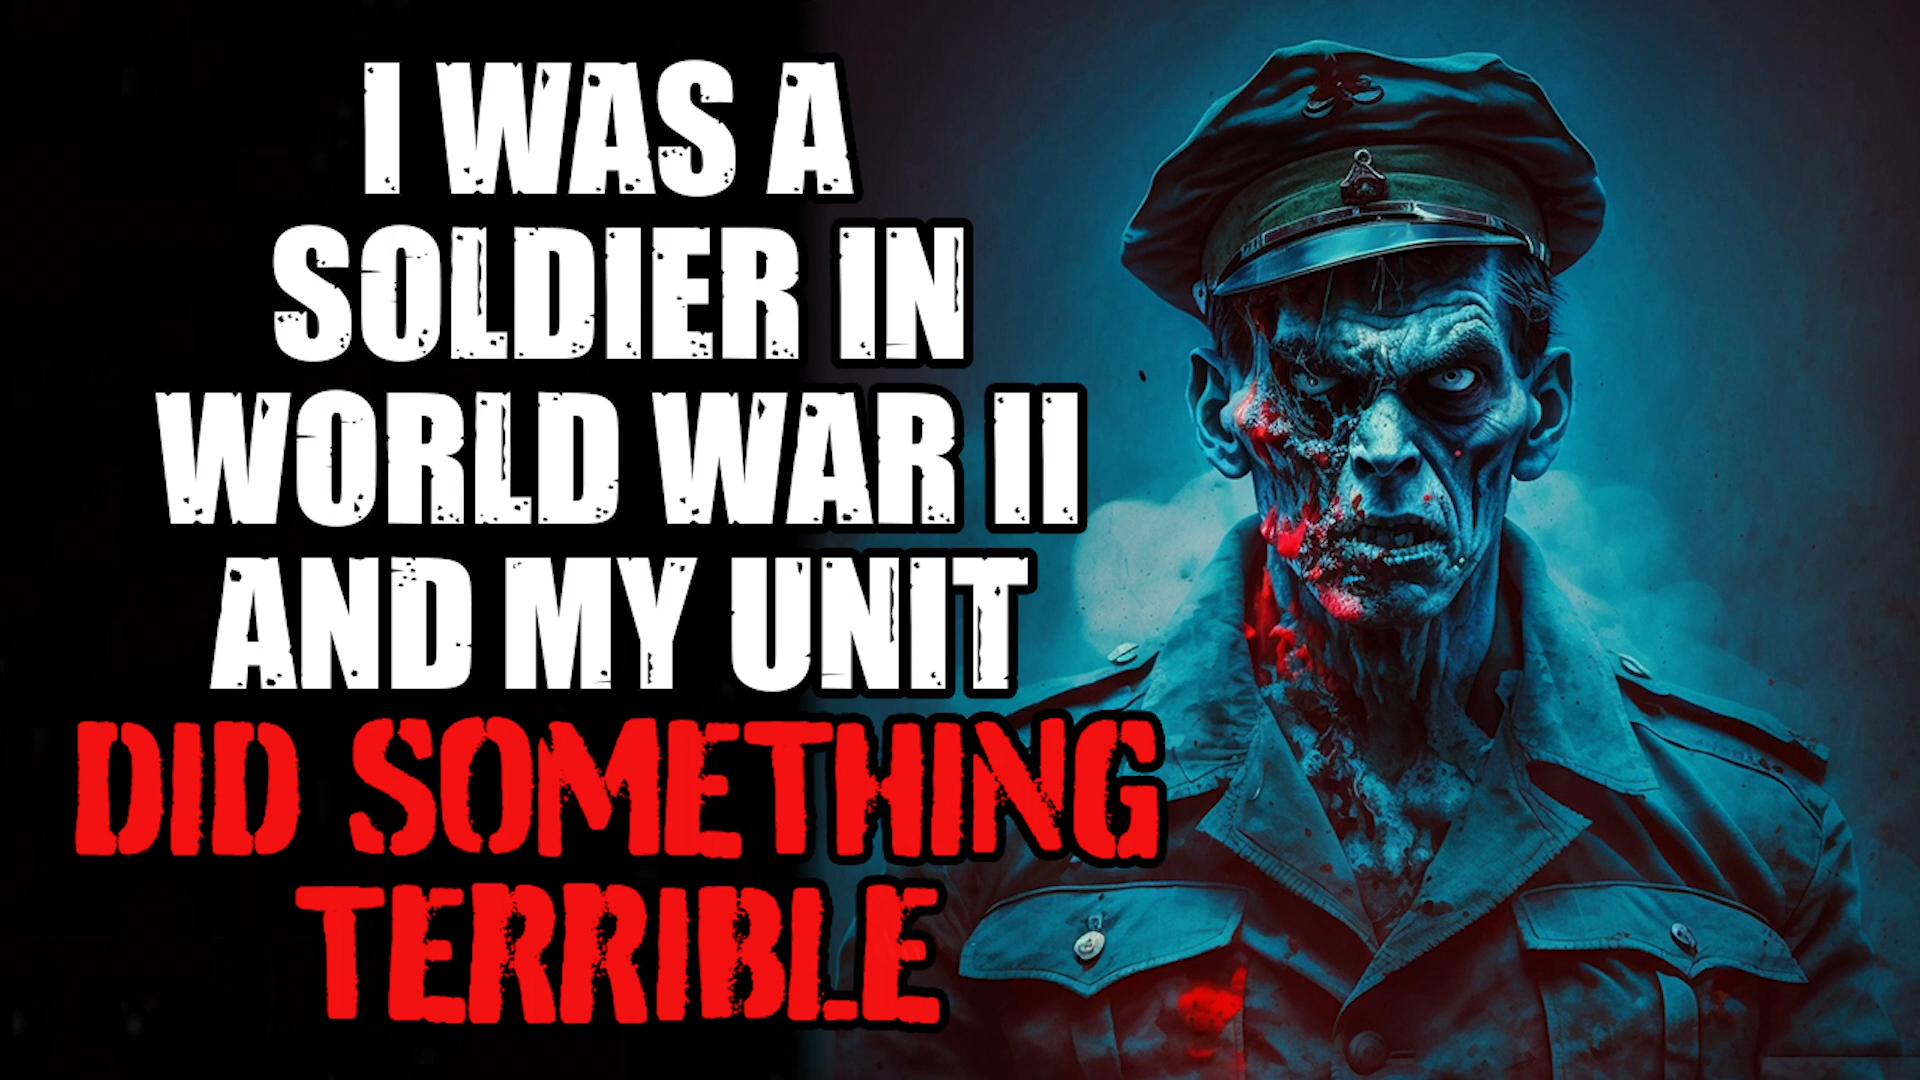 I WAS A
SOLDIER IN
WORLD WAR II
AND MY UNIT
DID SOMETHING
TERRIBLE